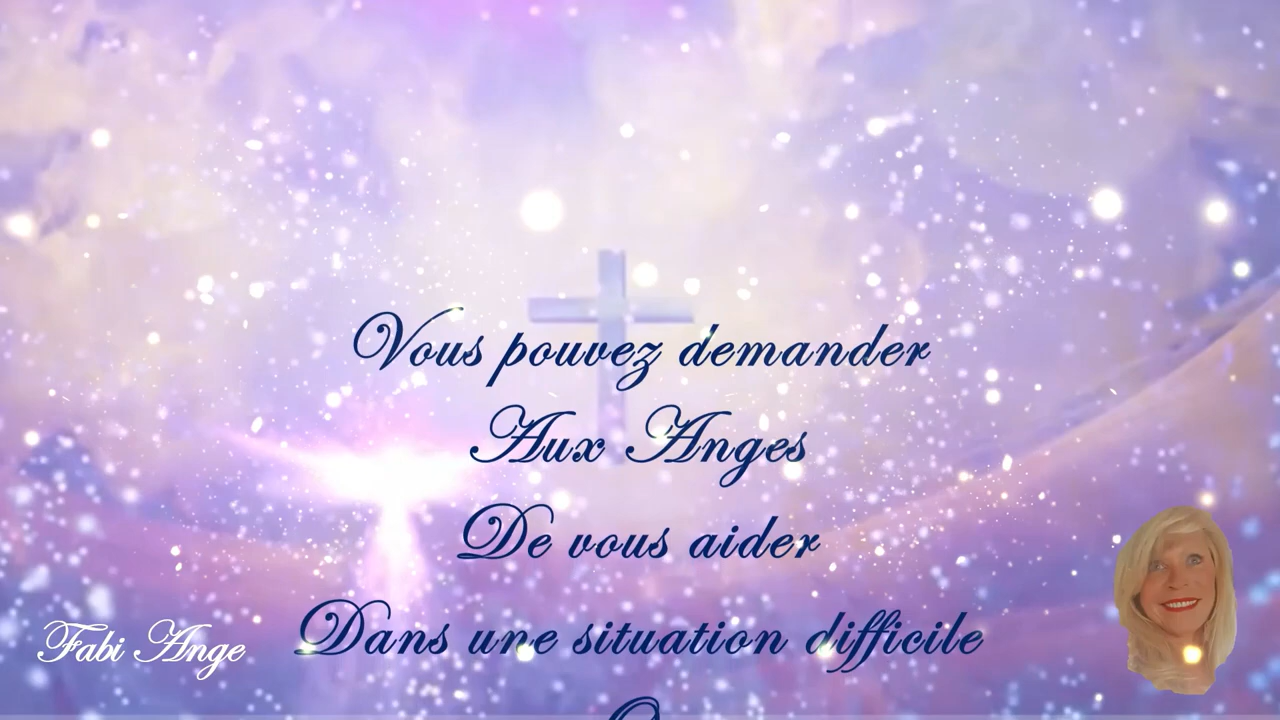 Vous pouvez demander
Aux Anges
De vous aider
Dans une situation difficile
Fabi Ange